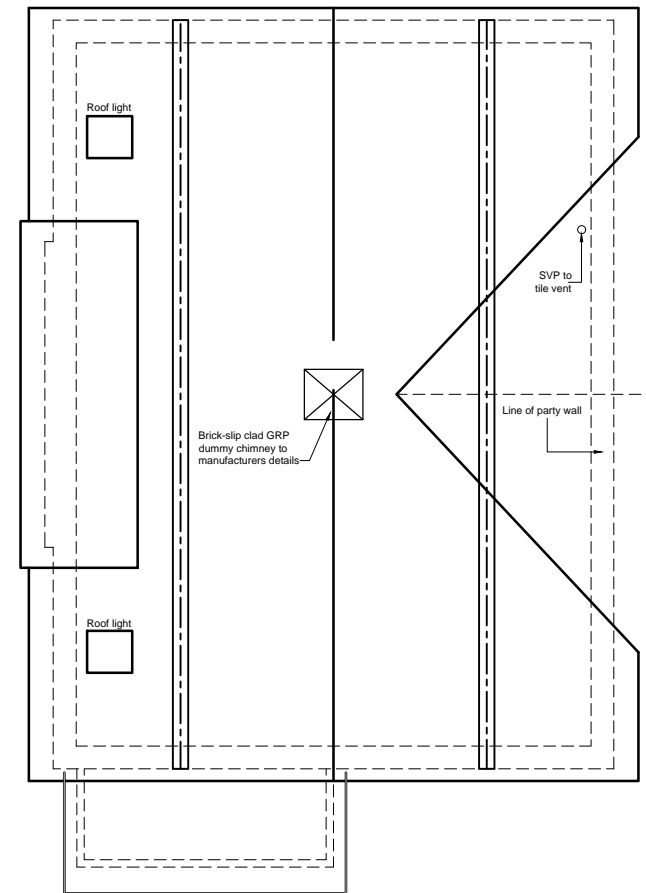 Roof light
SVP to
tile vent
Line of party wall
Brick-slip clad GRP
dummy chimney to
manufacturers details
Roof light